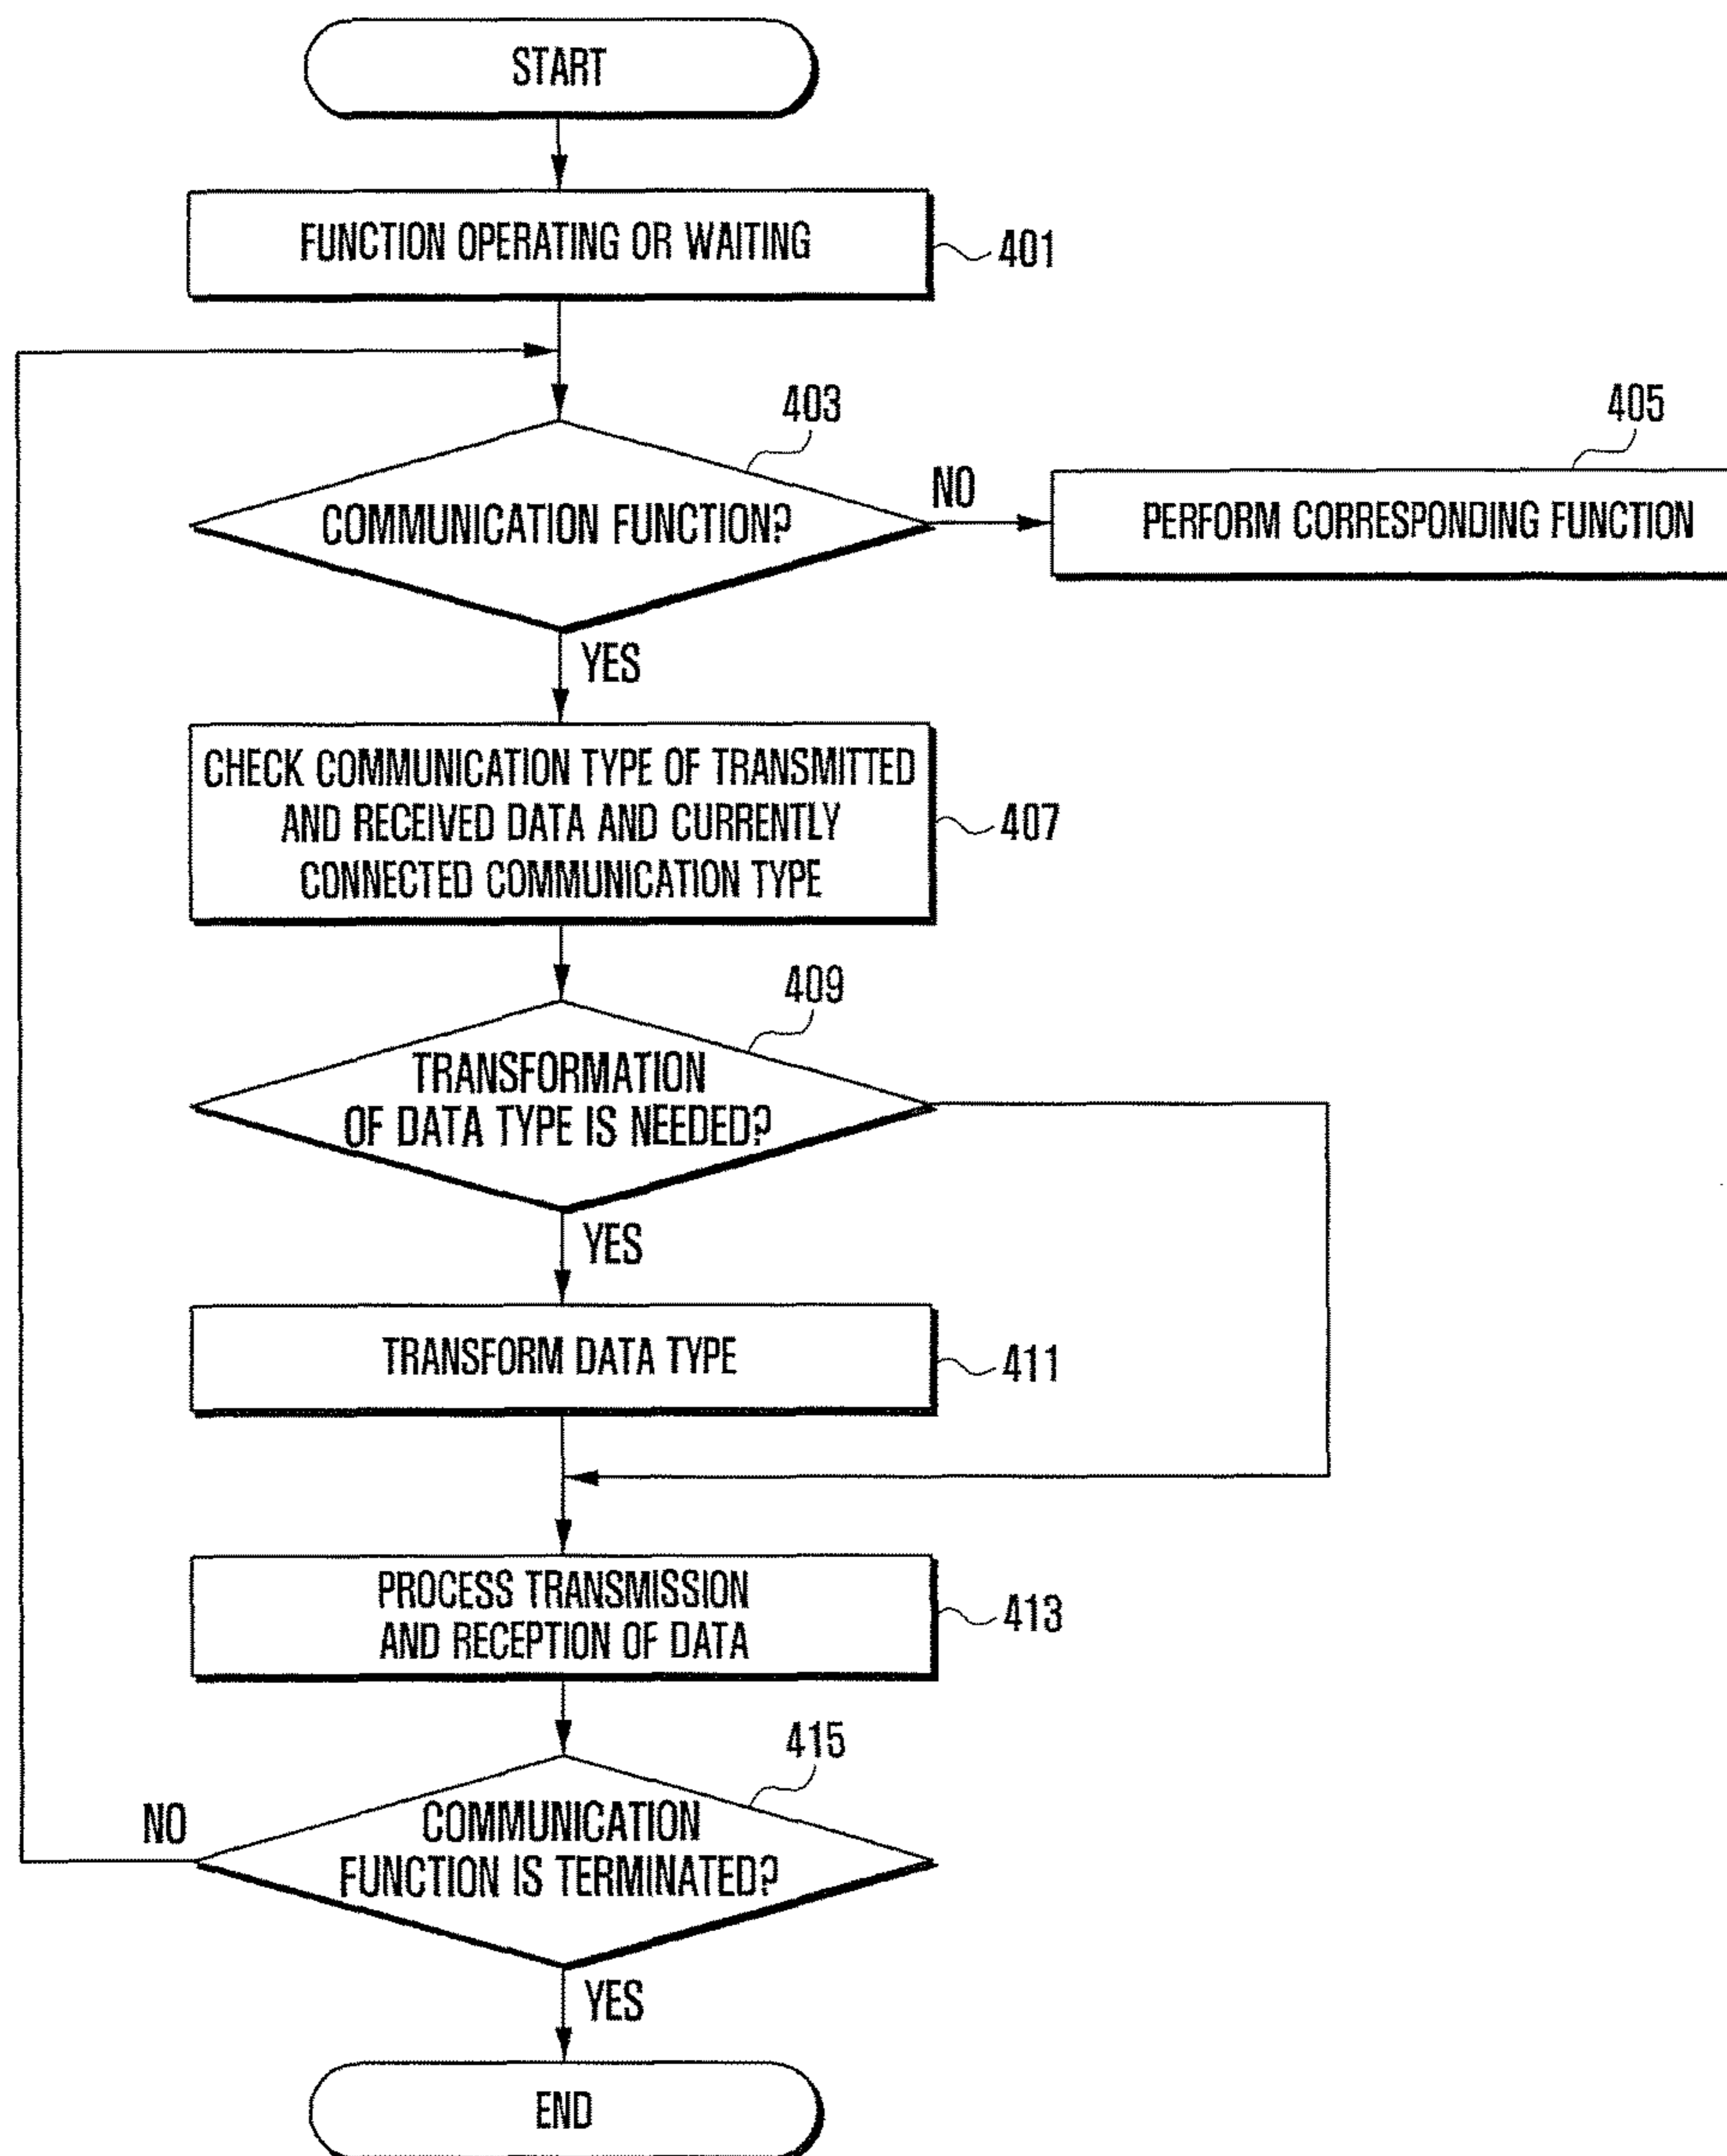 START
FUNCTION OPERATING OR WAITING
401
403
405
COMMUNICATION FUNCTION?
NO
PERFORM CORRESPONDING FUNCTION
YES
CHECK COMMUNICATION TYPE OF TRANSMITTED
AND RECEIVED DATA AND CURRENTLY
CONNECTED COMMUNICATION TYPE
407
409
TRANSFORMATION
OF DATA TYPE IS NEEDED?
YES
TRANSFORM DATA TYPE
411
PROCESS TRANSMISSION
AND RECEPTION OF DATA
413
415
NO
COMMUNICATION
FUNCTION IS TERMINATED?
YES
END